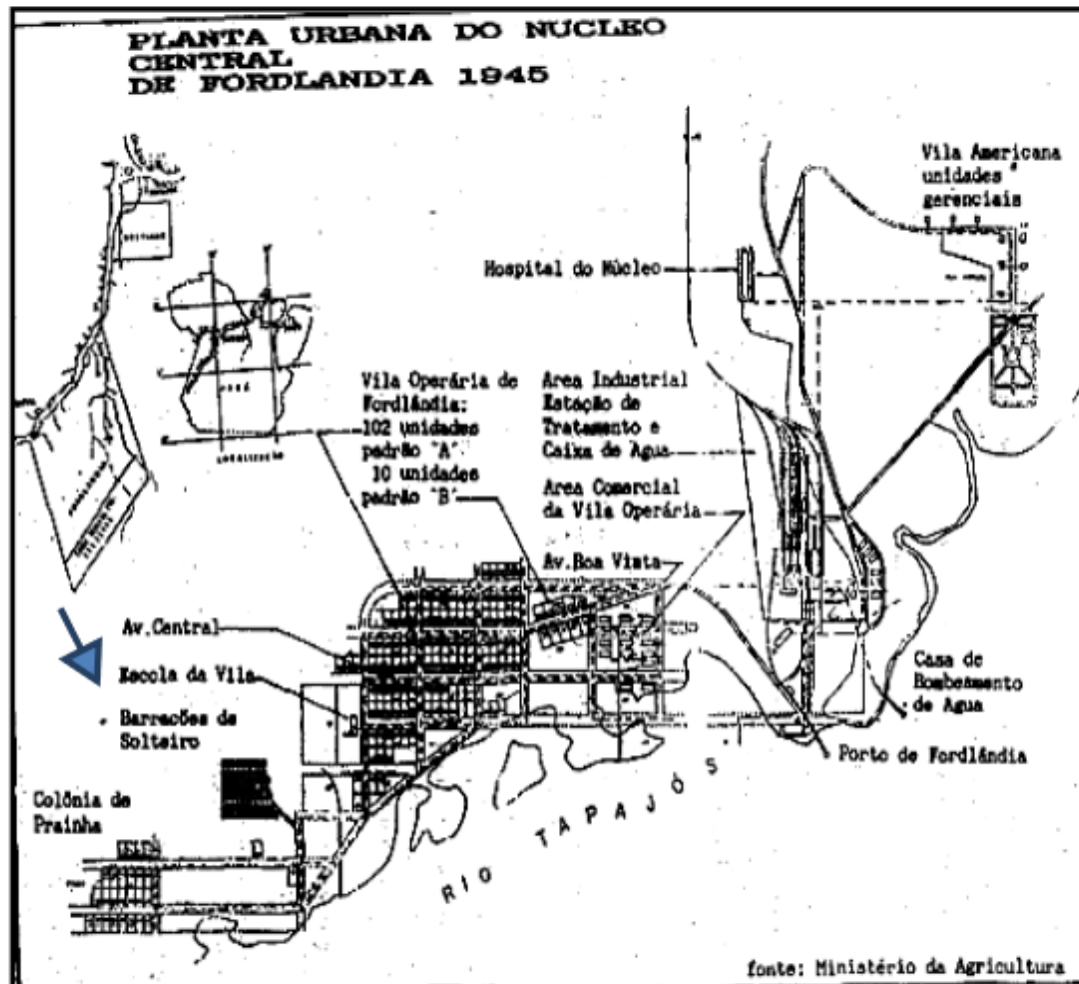 PLANTA URBANA DO NUCLEO
CENTRAL
DE FORDLANDIA 1945
Vila Americana
unidades
gerenciais
Hospital do Núcleo
Vila Operária de
Fordlândia:
102 unidades
padrão "A"
10 unidades
padrão "B"
Area Industrial
Estação de
Tratamento e
Caixa de Agua
Area Comercial
da Vila Operária
LOCALIZAÇÃO
Av. Boa Vista
Av. Central
Escola da Vila
Barracões de
Solteiro
Casa de
Bombeamento
de Agua
Porto de Fordlândia
Colônia de
Prainha
RIO TAPAJÓS
fonte: Ministério da Agricultura